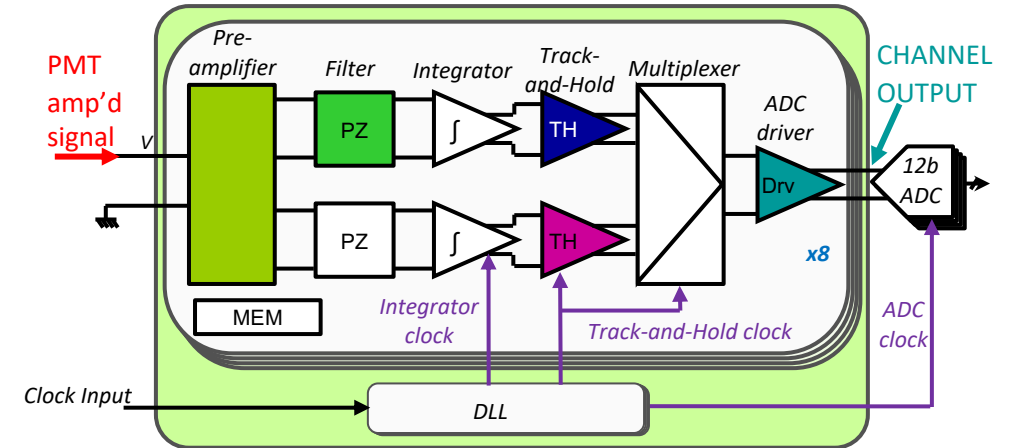 PMT
amp'd
signal
V
Pre-
amplifier
Filter
Integrator
Track-
and-Hold
Multiplexer
ADC
driver
CHANNEL
OUTPUT
PZ
∫
TH
Drv
12b
ADC
PZ
∫
TH
x8
MEM
Integrator
clock
Track-and-Hold clock
ADC
clock
Clock Input
DLL